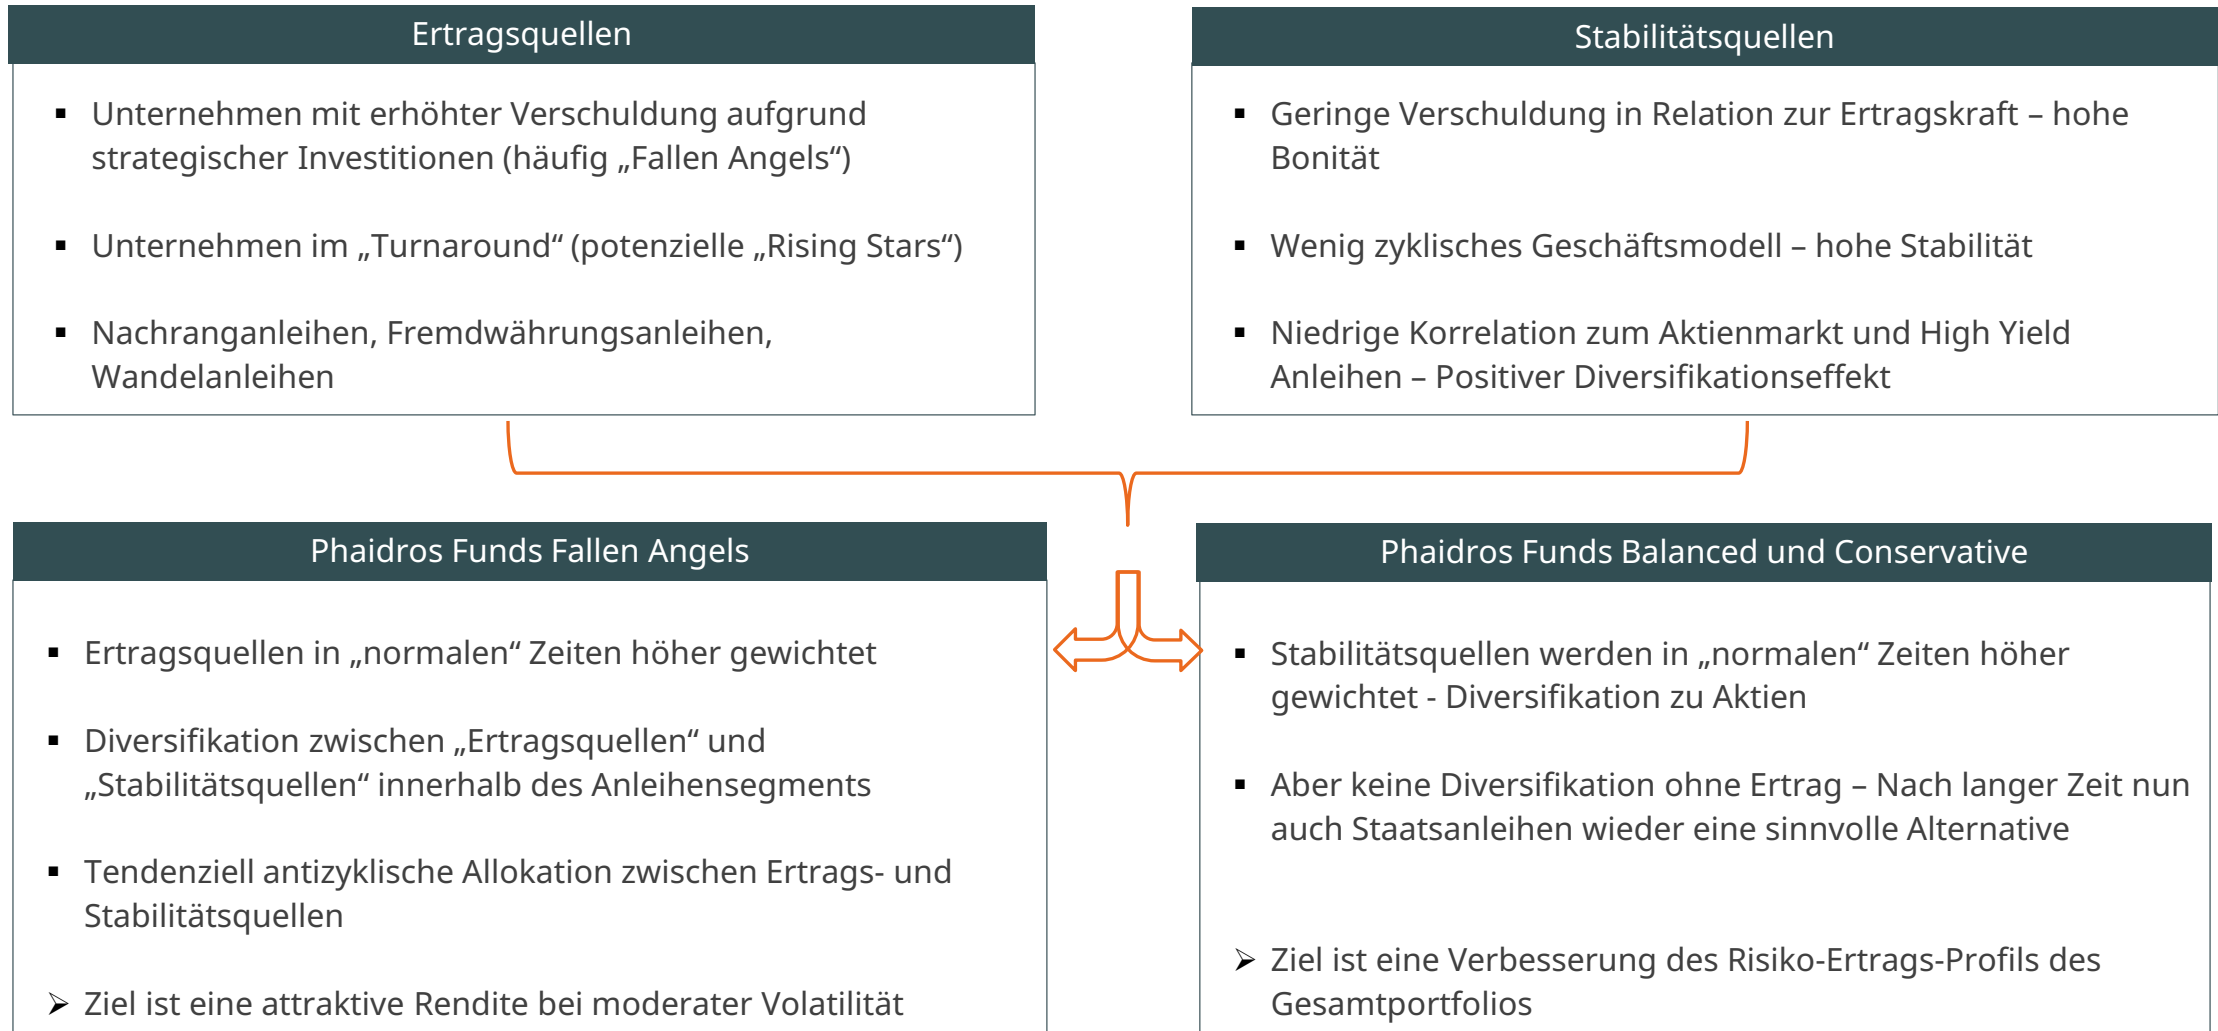 Ertragsquellen
▪ Unternehmen mit erhöhter Verschuldung aufgrund
strategischer Investitionen (häufig „Fallen Angels“)
▪ Unternehmen im „Turnaround“ (potenzielle „Rising Stars“)
▪ Nachranganleihen, Fremdwährungsanleihen,
Wandelanleihen
Stabilitätsquellen
▪ Geringe Verschuldung in Relation zur Ertragskraft – hohe
Bonität
▪ Wenig zyklisches Geschäftsmodell – hohe Stabilität
▪ Niedrige Korrelation zum Aktienmarkt und High Yield
Anleihen – Positiver Diversifikationseffekt
Phaidros Funds Fallen Angels
▪ Ertragsquellen in „normalen“ Zeiten höher gewichtet
▪ Diversifikation zwischen „Ertragsquellen“ und
„Stabilitätsquellen“ innerhalb des Anleihensegments
▪ Tendenziell antizyklische Allokation zwischen Ertrags- und
Stabilitätsquellen
➢ Ziel ist eine attraktive Rendite bei moderater Volatilität
Phaidros Funds Balanced und Conservative
▪ Stabilitätsquellen werden in „normalen“ Zeiten höher
gewichtet - Diversifikation zu Aktien
▪ Aber keine Diversifikation ohne Ertrag – Nach langer Zeit nun
auch Staatsanleihen wieder eine sinnvolle Alternative
➢ Ziel ist eine Verbesserung des Risiko-Ertrags-Profils des
Gesamtportfolios